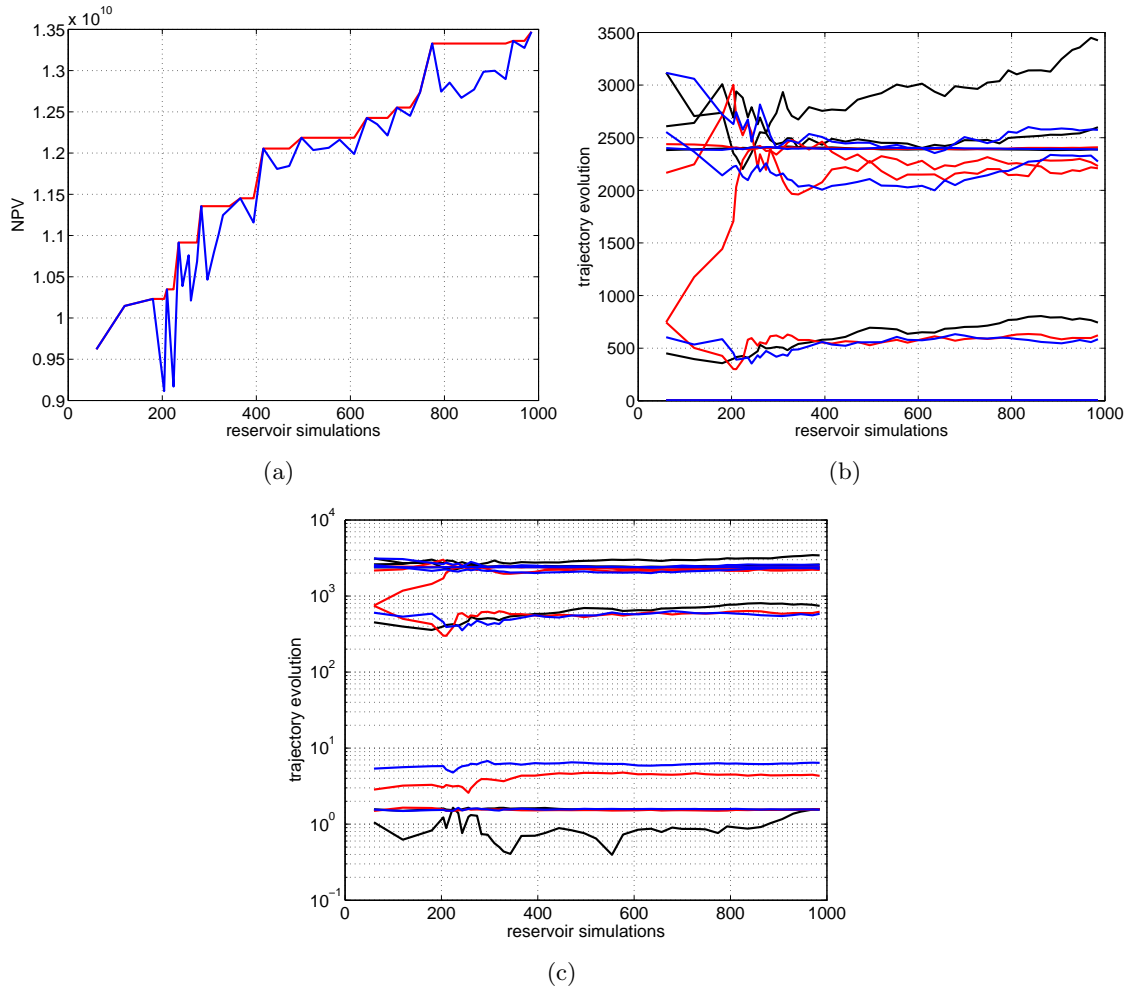 x 10^10
1.35
1.3
1.25
1.2
1.15
1.1
1.05
1
0.95
0.9
NPV
0 200 400 600 800 1000
reservoir simulations
(a)
3500
3000
2500
2000
1500
1000
500
0
trajectory evolution
0 200 400 600 800 1000
reservoir simulations
(b)
10^4
10^3
10^2
10^1
10^0
10^-1
trajectory evolution
0 200 400 600 800 1000
reservoir simulations
(c)